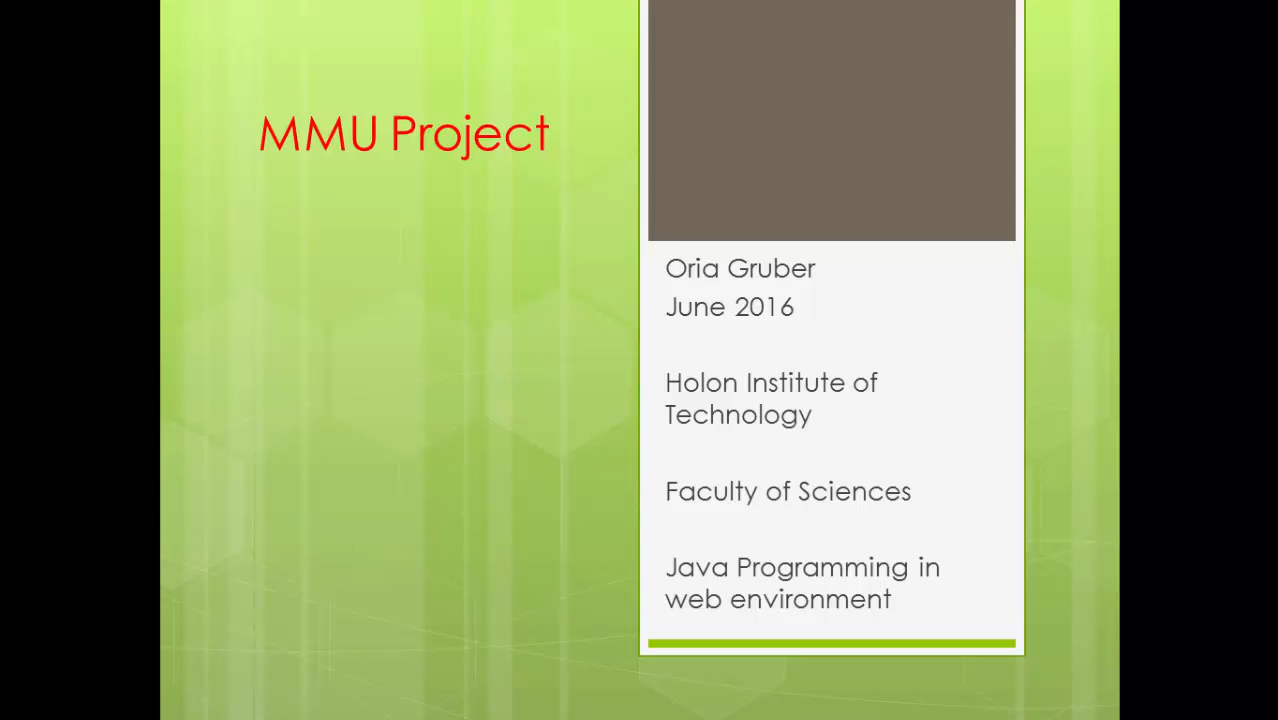 MMU Project
Oria Gruber
June 2016
Holon Institute of
Technology
Faculty of Sciences
Java Programming in
web environment